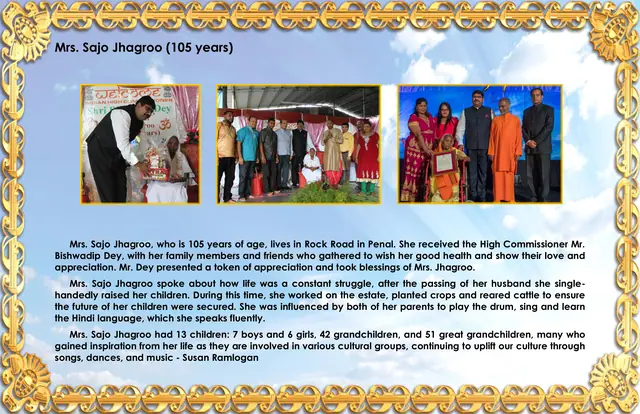 Mrs. Sajo Jhagroo (105 years)
Welcome
Mrs. Sajo Jhagroo, who is 105 years of age, lives in Rock Road in Penal. She received the High Commissioner Mr.
Bishwadip Dey, with her family members and friends who gathered to wish her good health and show their love and
appreciation. Mr. Dey presented a token of appreciation and took blessings of Mrs. Jhagroo.
Mrs. Sajo Jhagroo spoke about how life was a constant struggle, after the passing of her husband she single-
handedly raised her children. During this time, she worked on the estate, planted crops and reared cattle to ensure
the future of her children were secured. She was influenced by both of her parents to play the drum, sing and learn
the Hindi language, which she speaks fluently.
Mrs. Sajo Jhagroo had 13 children: 7 boys and 6 girls, 42 grandchildren, and 51 great grandchildren, many who
gained inspiration from her life as they are involved in various cultural groups, continuing to uplift our culture through
songs, dances, and music - Susan Ramlogan